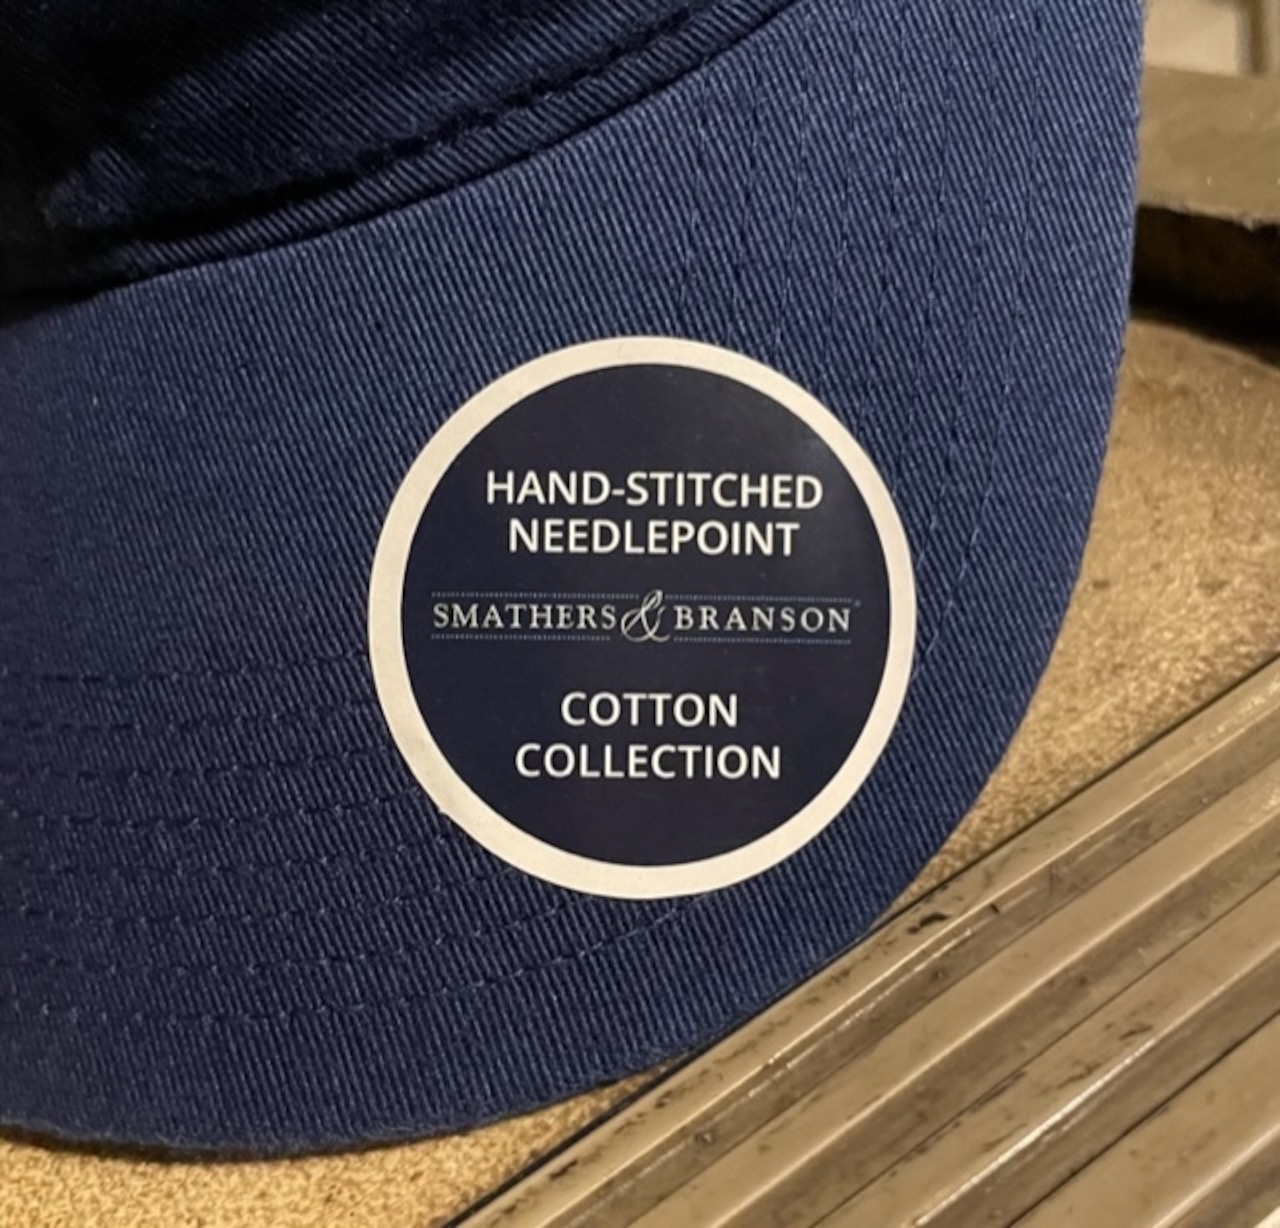 HAND-STITCHED
NEEDLEPOINT
SMATHERS & BRANSON®
COTTON
COLLECTION